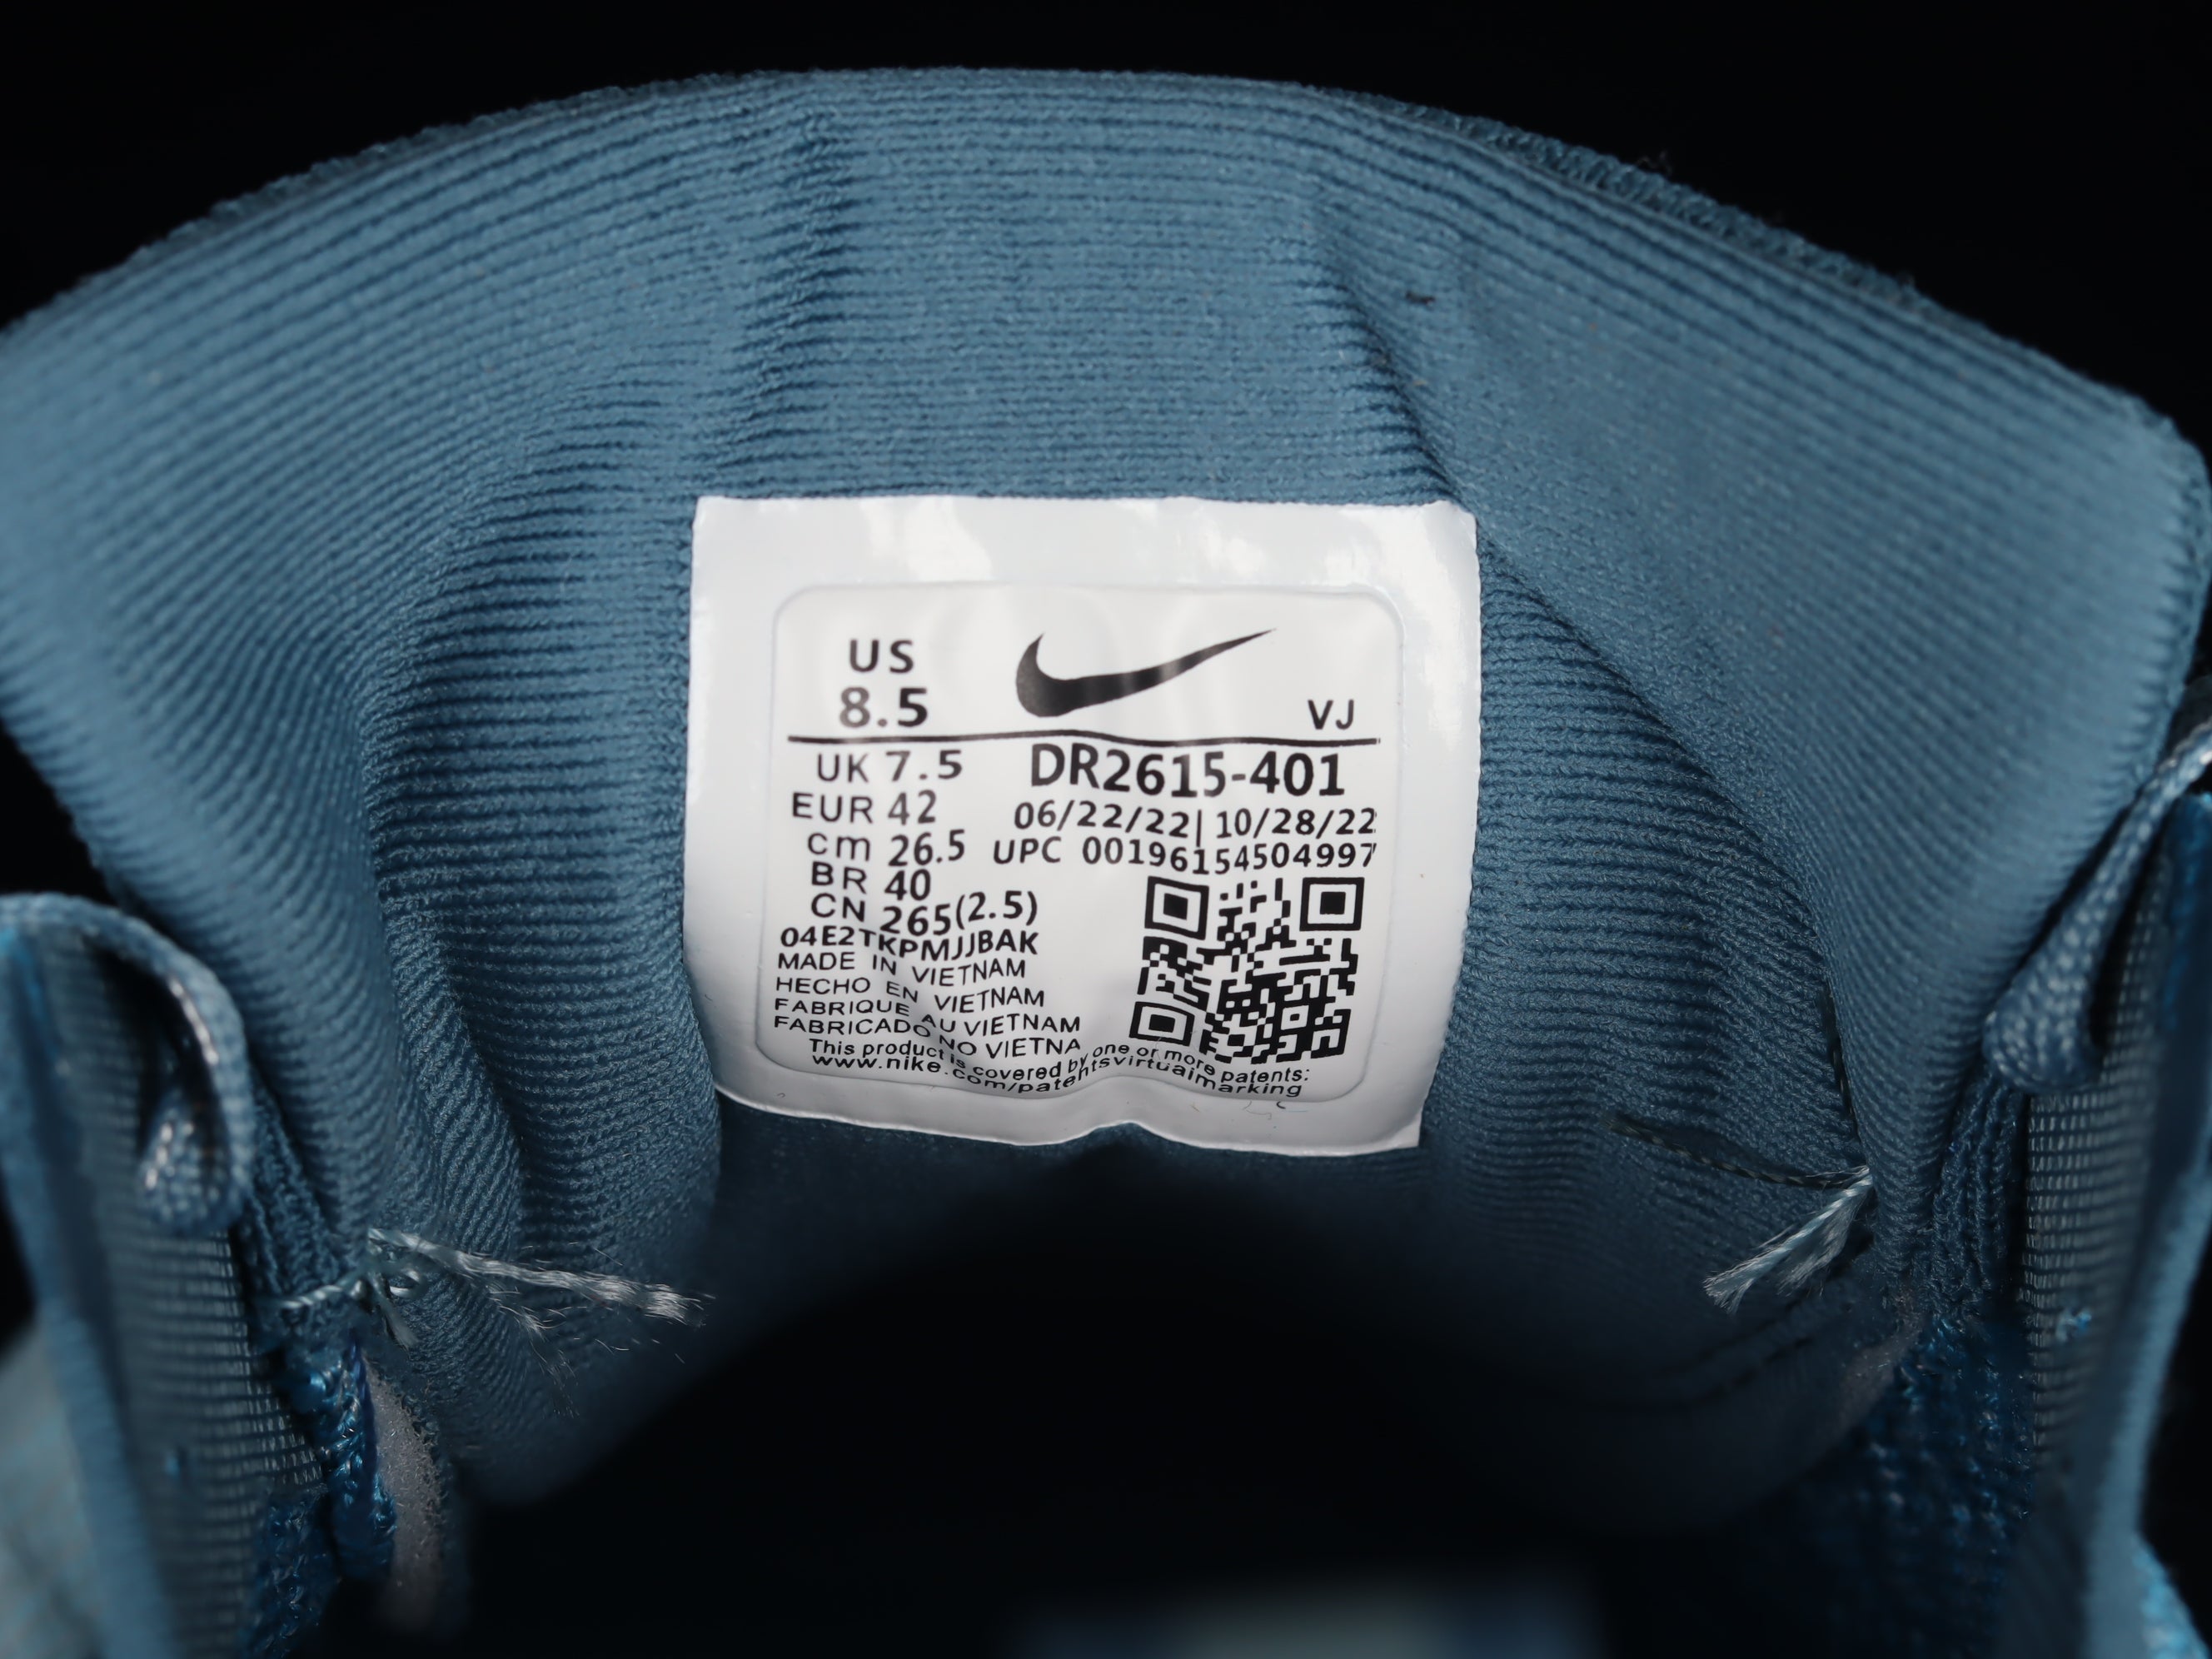 US
8.5
VJ
UK 7.5
DR2615-401
EUR 42
06/22/22| 10/28/22
cm 26.5
UPC 00196154504997
BR 40
CN 265(2.5)
04E2TKPMJJBAK
MADE IN VIETNAM
HECHO EN VIETNAM
FABRIQUE AU VIETNAM
FABRICADO NO VIETNA
This product is covered by one or more patents:
www.nike.com/patentsvirtualmarking